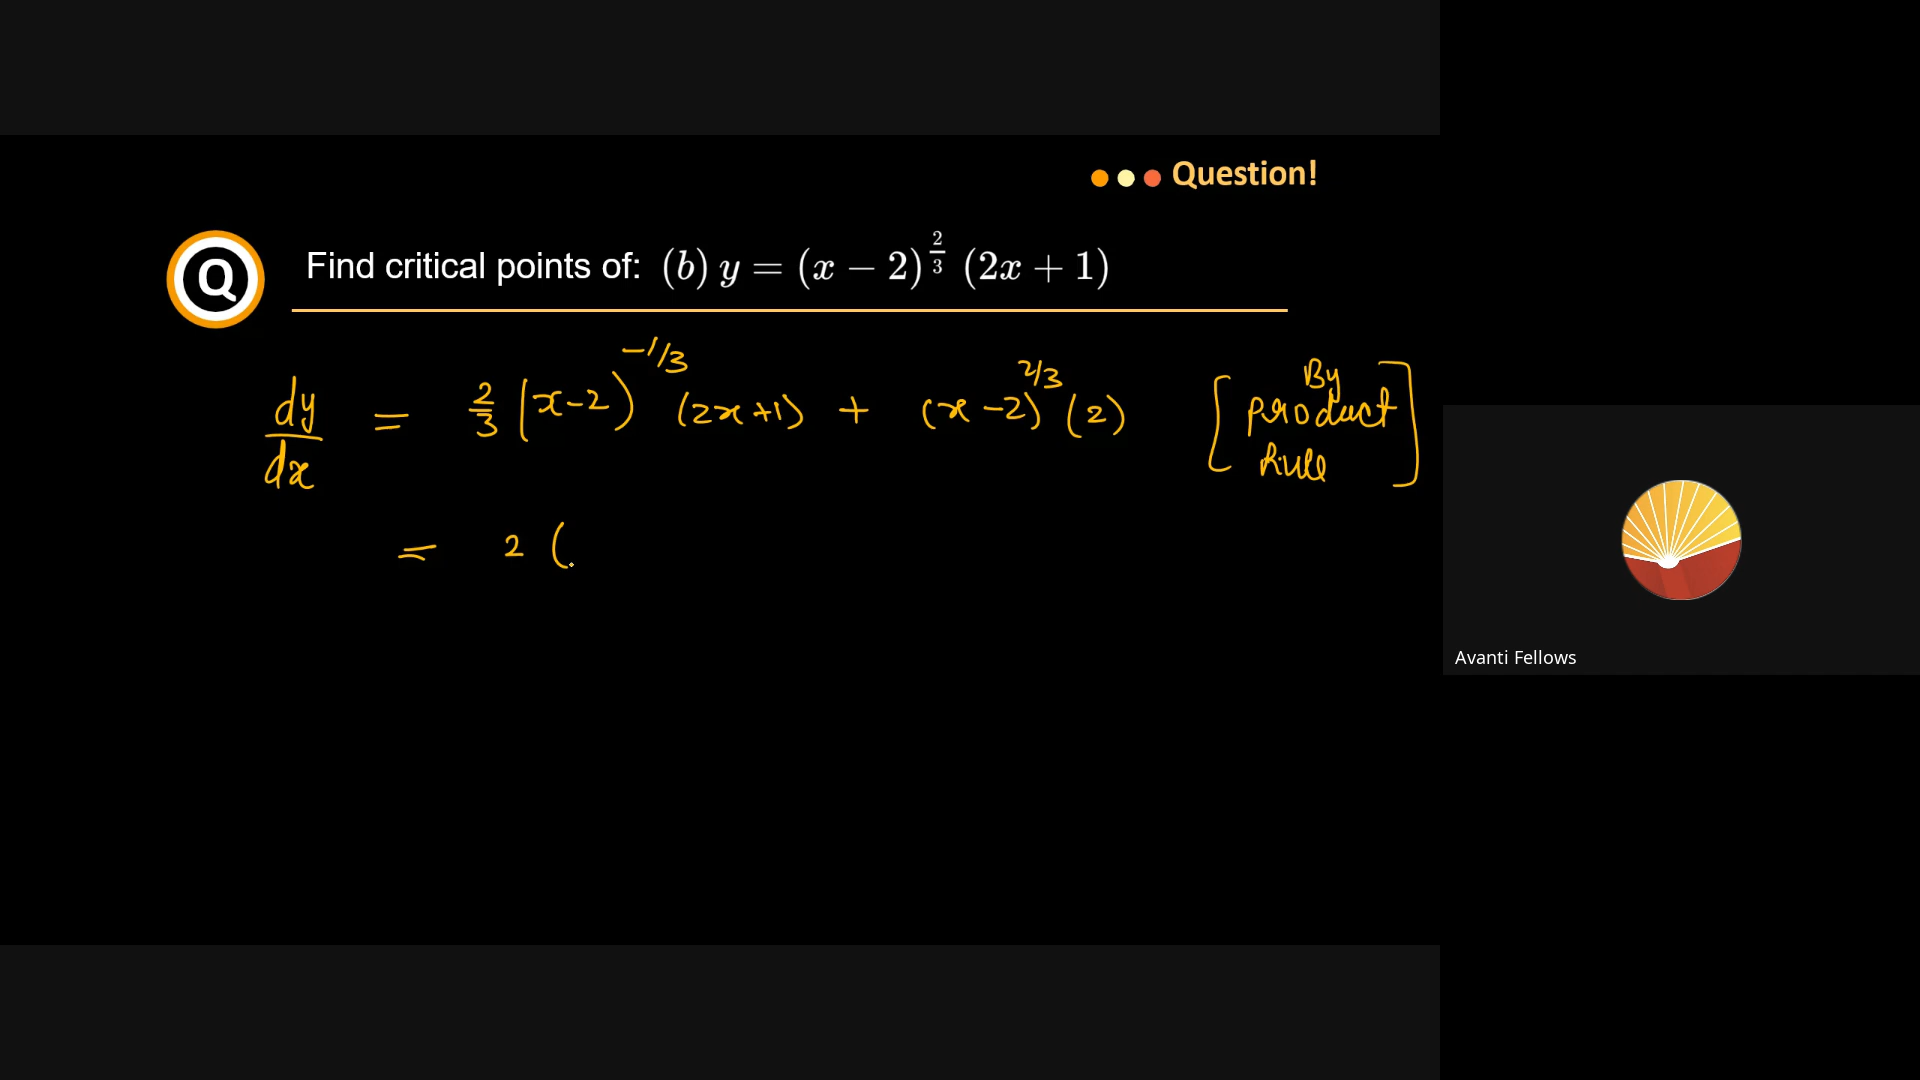 Question!
Q
Find critical points of: (b) y = (x − 2)^{2/3} (2x + 1)
dy/dx = 2/3 (x-2)^{-1/3} (2x+1) + (x-2)^{2/3} (2) [By product Rule]
= 2 (
Avanti Fellows